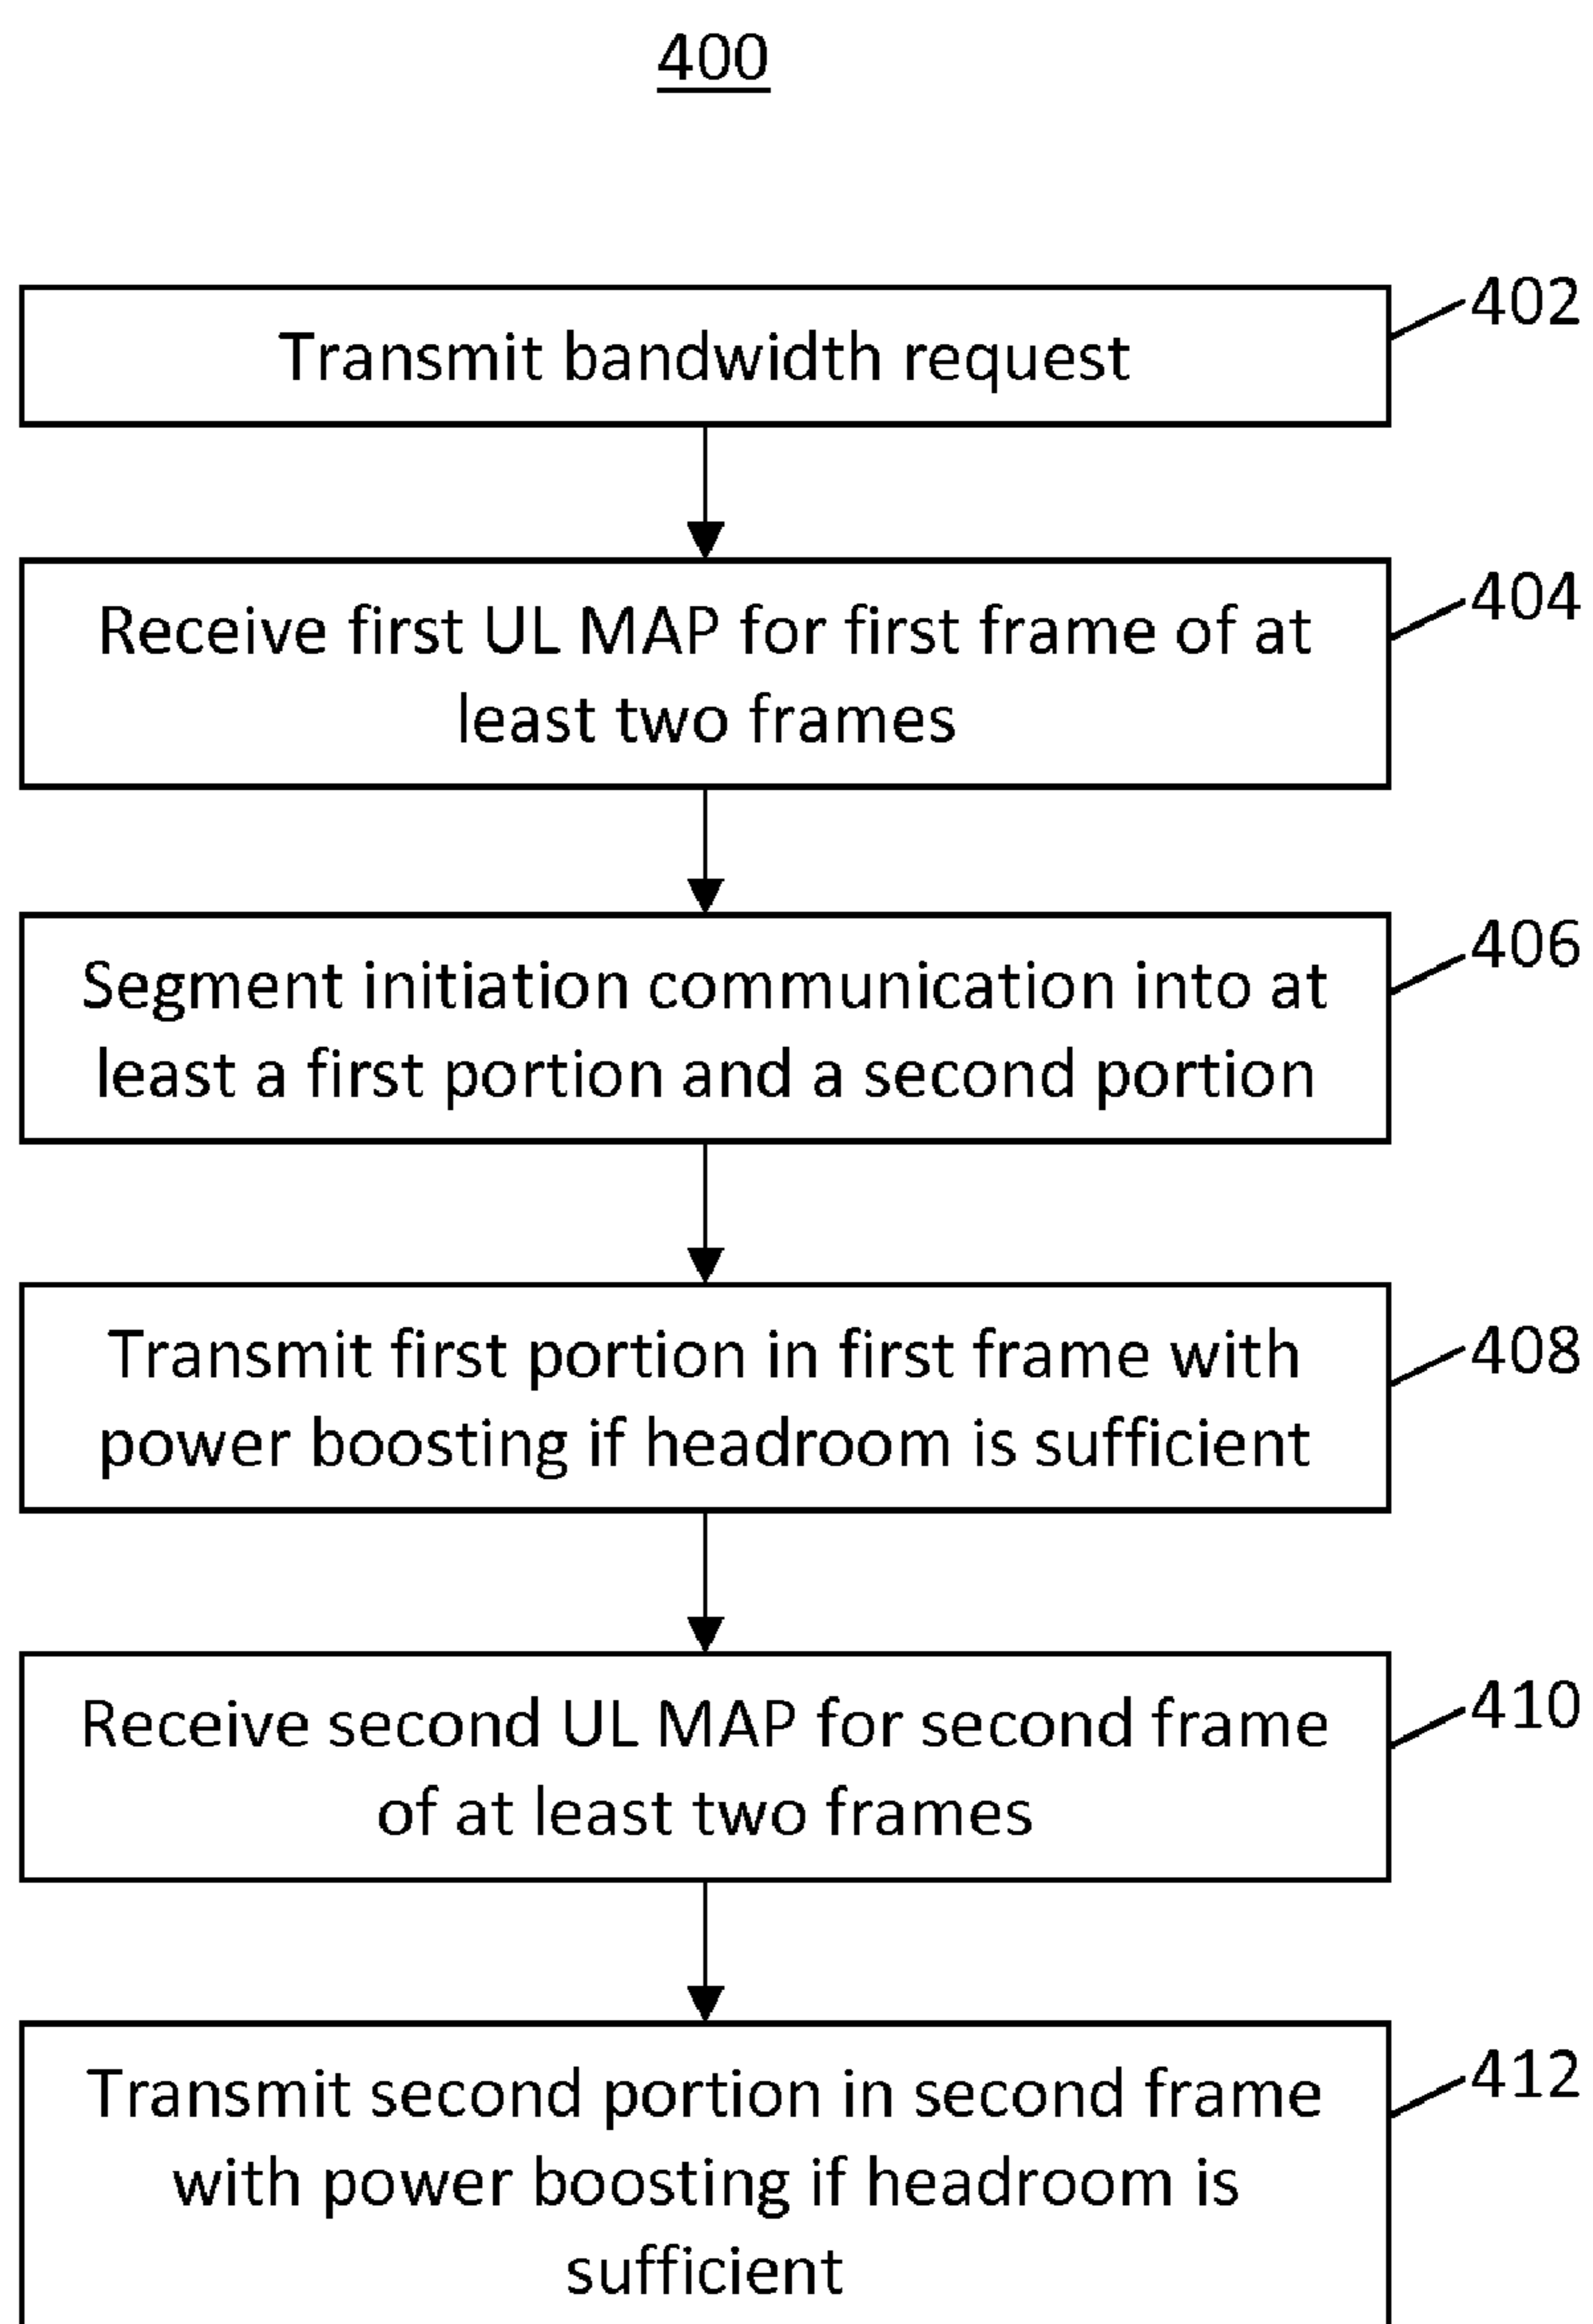 400
402
Transmit bandwidth request
404
Receive first UL MAP for first frame of at
least two frames
406
Segment initiation communication into at
least a first portion and a second portion
408
Transmit first portion in first frame with
power boosting if headroom is sufficient
410
Receive second UL MAP for second frame
of at least two frames
412
Transmit second portion in second frame
with power boosting if headroom is
sufficient